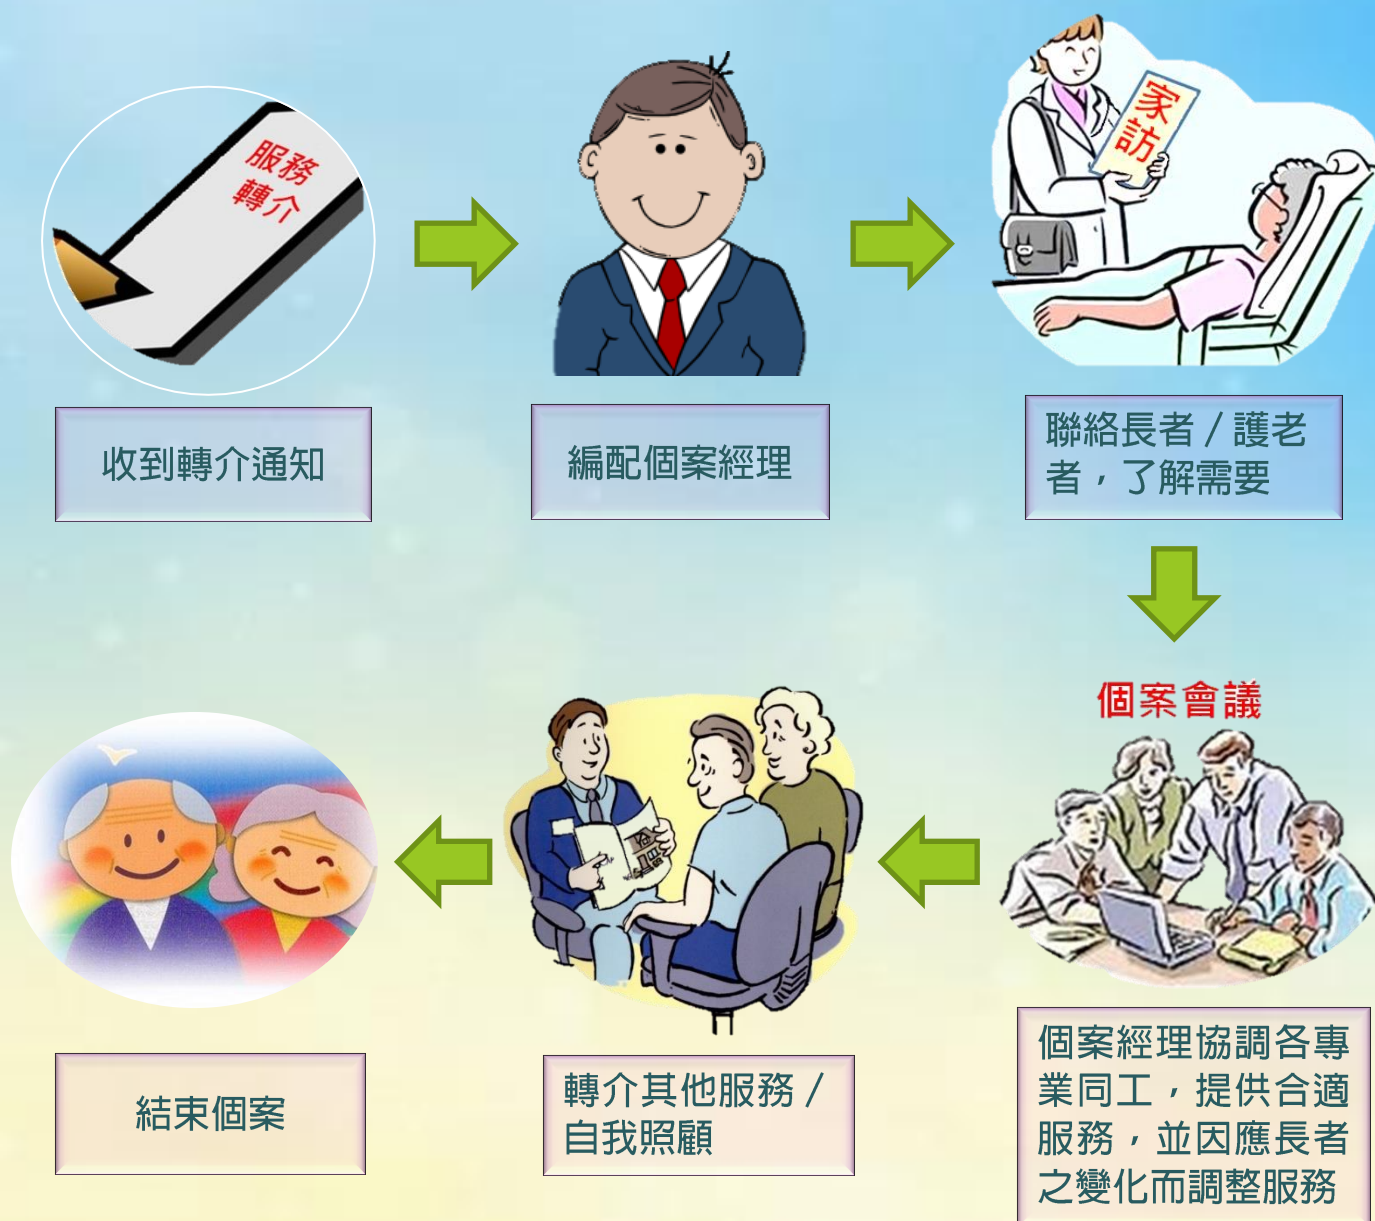 服務
轉介
收到轉介通知
編配個案經理
家
訪
聯絡長者／護老
者，了解需要
個案會議
個案經理協調各專
業同工，提供合適
服務，並因應長者
之變化而調整服務
轉介其他服務／
自我照顧
結束個案